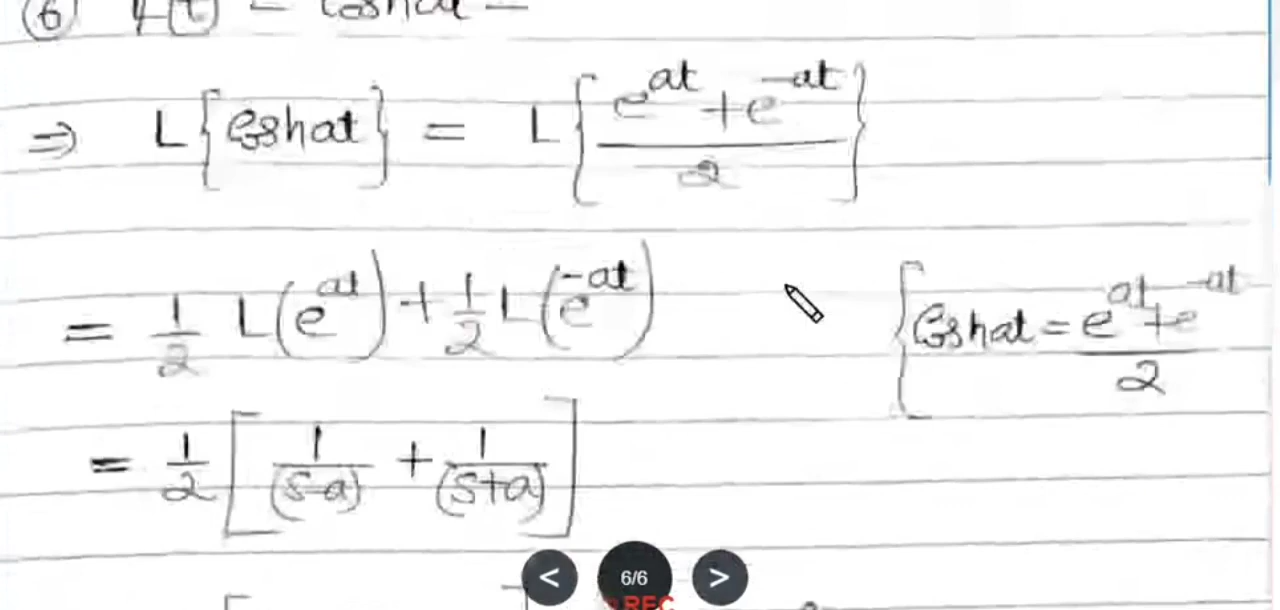 ⑥ f(t) = Coshat =
⇒ L{Coshat} = L{(e^at + e^-at)/2}
= 1/2 L(e^at) + 1/2 L(e^-at)
{Coshat = (e^at + e^-at)/2
= 1/2 [1/(s-a) + 1/(s+a)]
< 6/6 >
REC